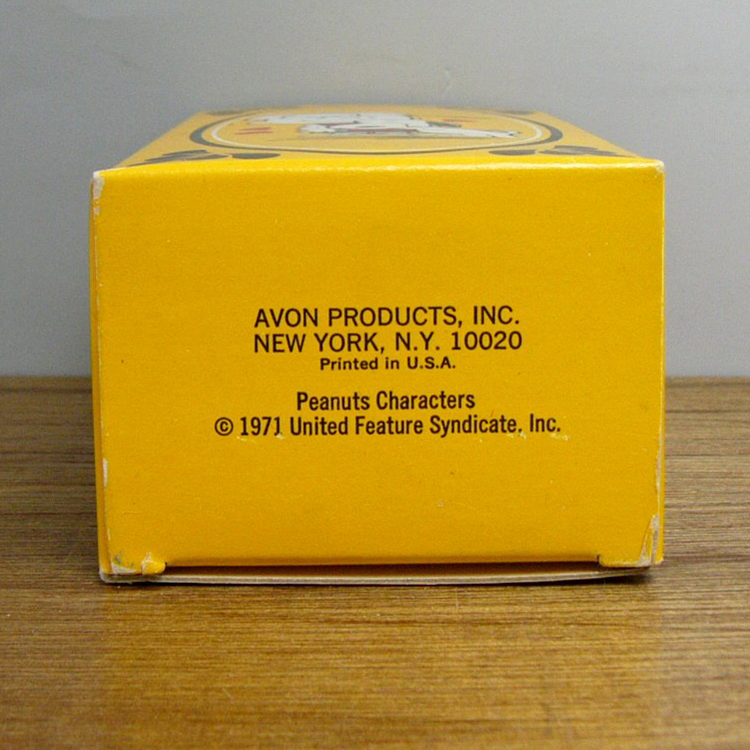 AVON PRODUCTS, INC.
NEW YORK, N.Y. 10020
Printed in U.S.A.
Peanuts Characters
© 1971 United Feature Syndicate, Inc.